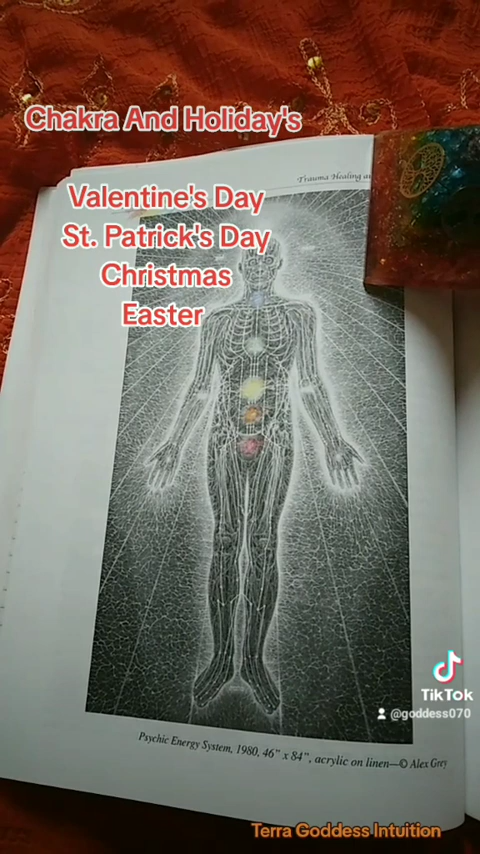 Chakra And Holiday's
Trauma Healing
Valentine's Day
St. Patrick's Day
Christmas
Easter
TikTok
@goddess070
Psychic Energy System, 1980, 46" x 84", acrylic on linen—© Alex Grey
Terra Goddess Intuition